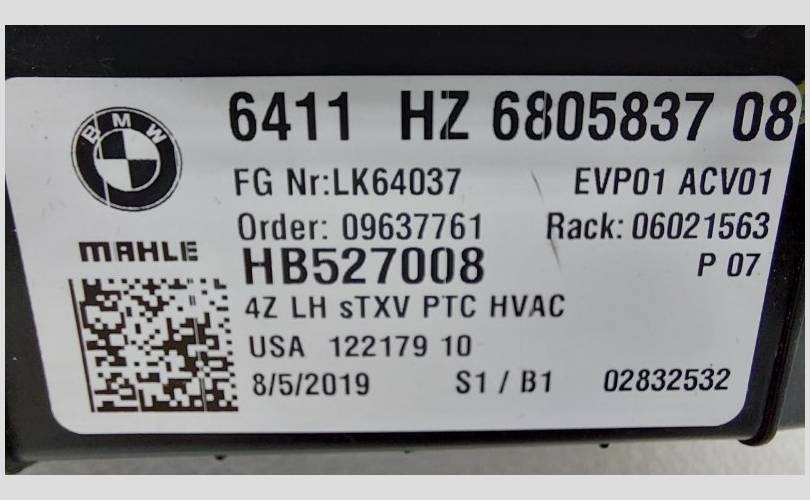 BMW
6411 HZ 6805837 08
FG Nr:LK64037 EVP01 ACV01
Order: 09637761 Rack: 06021563
MAHLE HB527008 P 07
4Z LH sTXV PTC HVAC
USA 122179 10
8/5/2019 S1 / B1 02832532